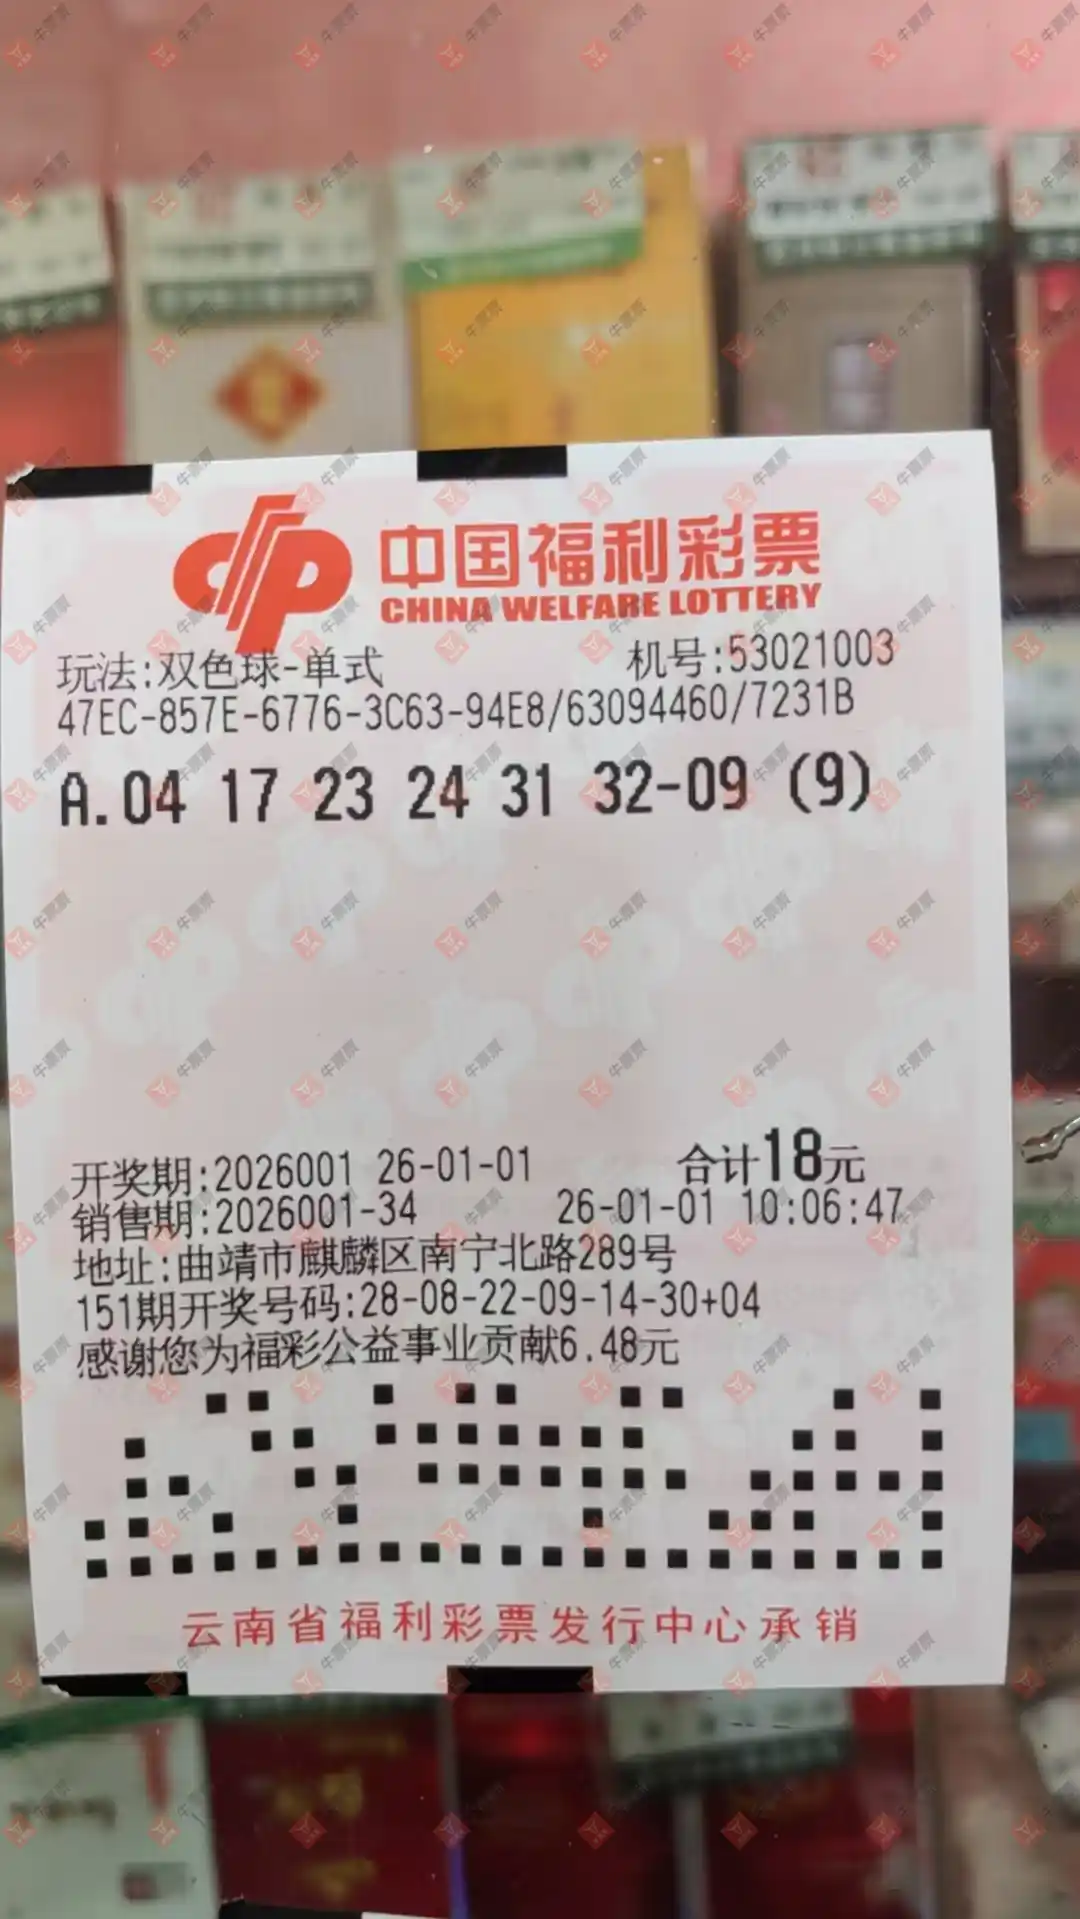 中国福利彩票
CHINA WELFARE LOTTERY
玩法:双色球-单式 机号:53021003
47EC-857E-6776-3C63-94E8/63094460/7231B
A.04 17 23 24 31 32-09 (9)
开奖期:2026001 26-01-01 合计18元
销售期:2026001-34 26-01-01 10:06:47
地址:曲靖市麒麟区南宁北路289号
151期开奖号码:28-08-22-09-14-30+04
感谢您为福彩公益事业贡献6.48元
云南省福利彩票发行中心承销
牛票票